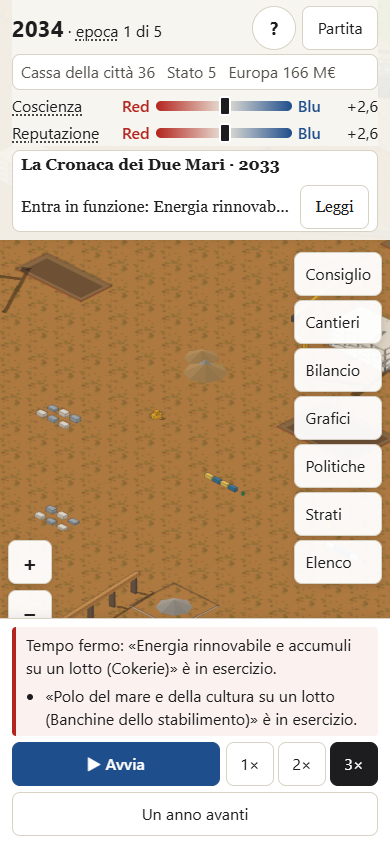 2034 · epoca 1 di 5
?
Partita
Cassa della città 36 Stato 5 Europa 166 M€
Coscienza Red Blu +2,6
Reputazione Red Blu +2,6
La Cronaca dei Due Mari · 2033
Entra in funzione: Energia rinnovab...
Leggi
Consiglio
Cantieri
Bilancio
Grafici
Politiche
Strati
Elenco
+
−
Tempo fermo: «Energia rinnovabile e accumuli
su un lotto (Cokerie)» è in esercizio.
• «Polo del mare e della cultura su un lotto
(Banchine dello stabilimento)» è in esercizio.
▶ Avvia
1×
2×
3×
Un anno avanti